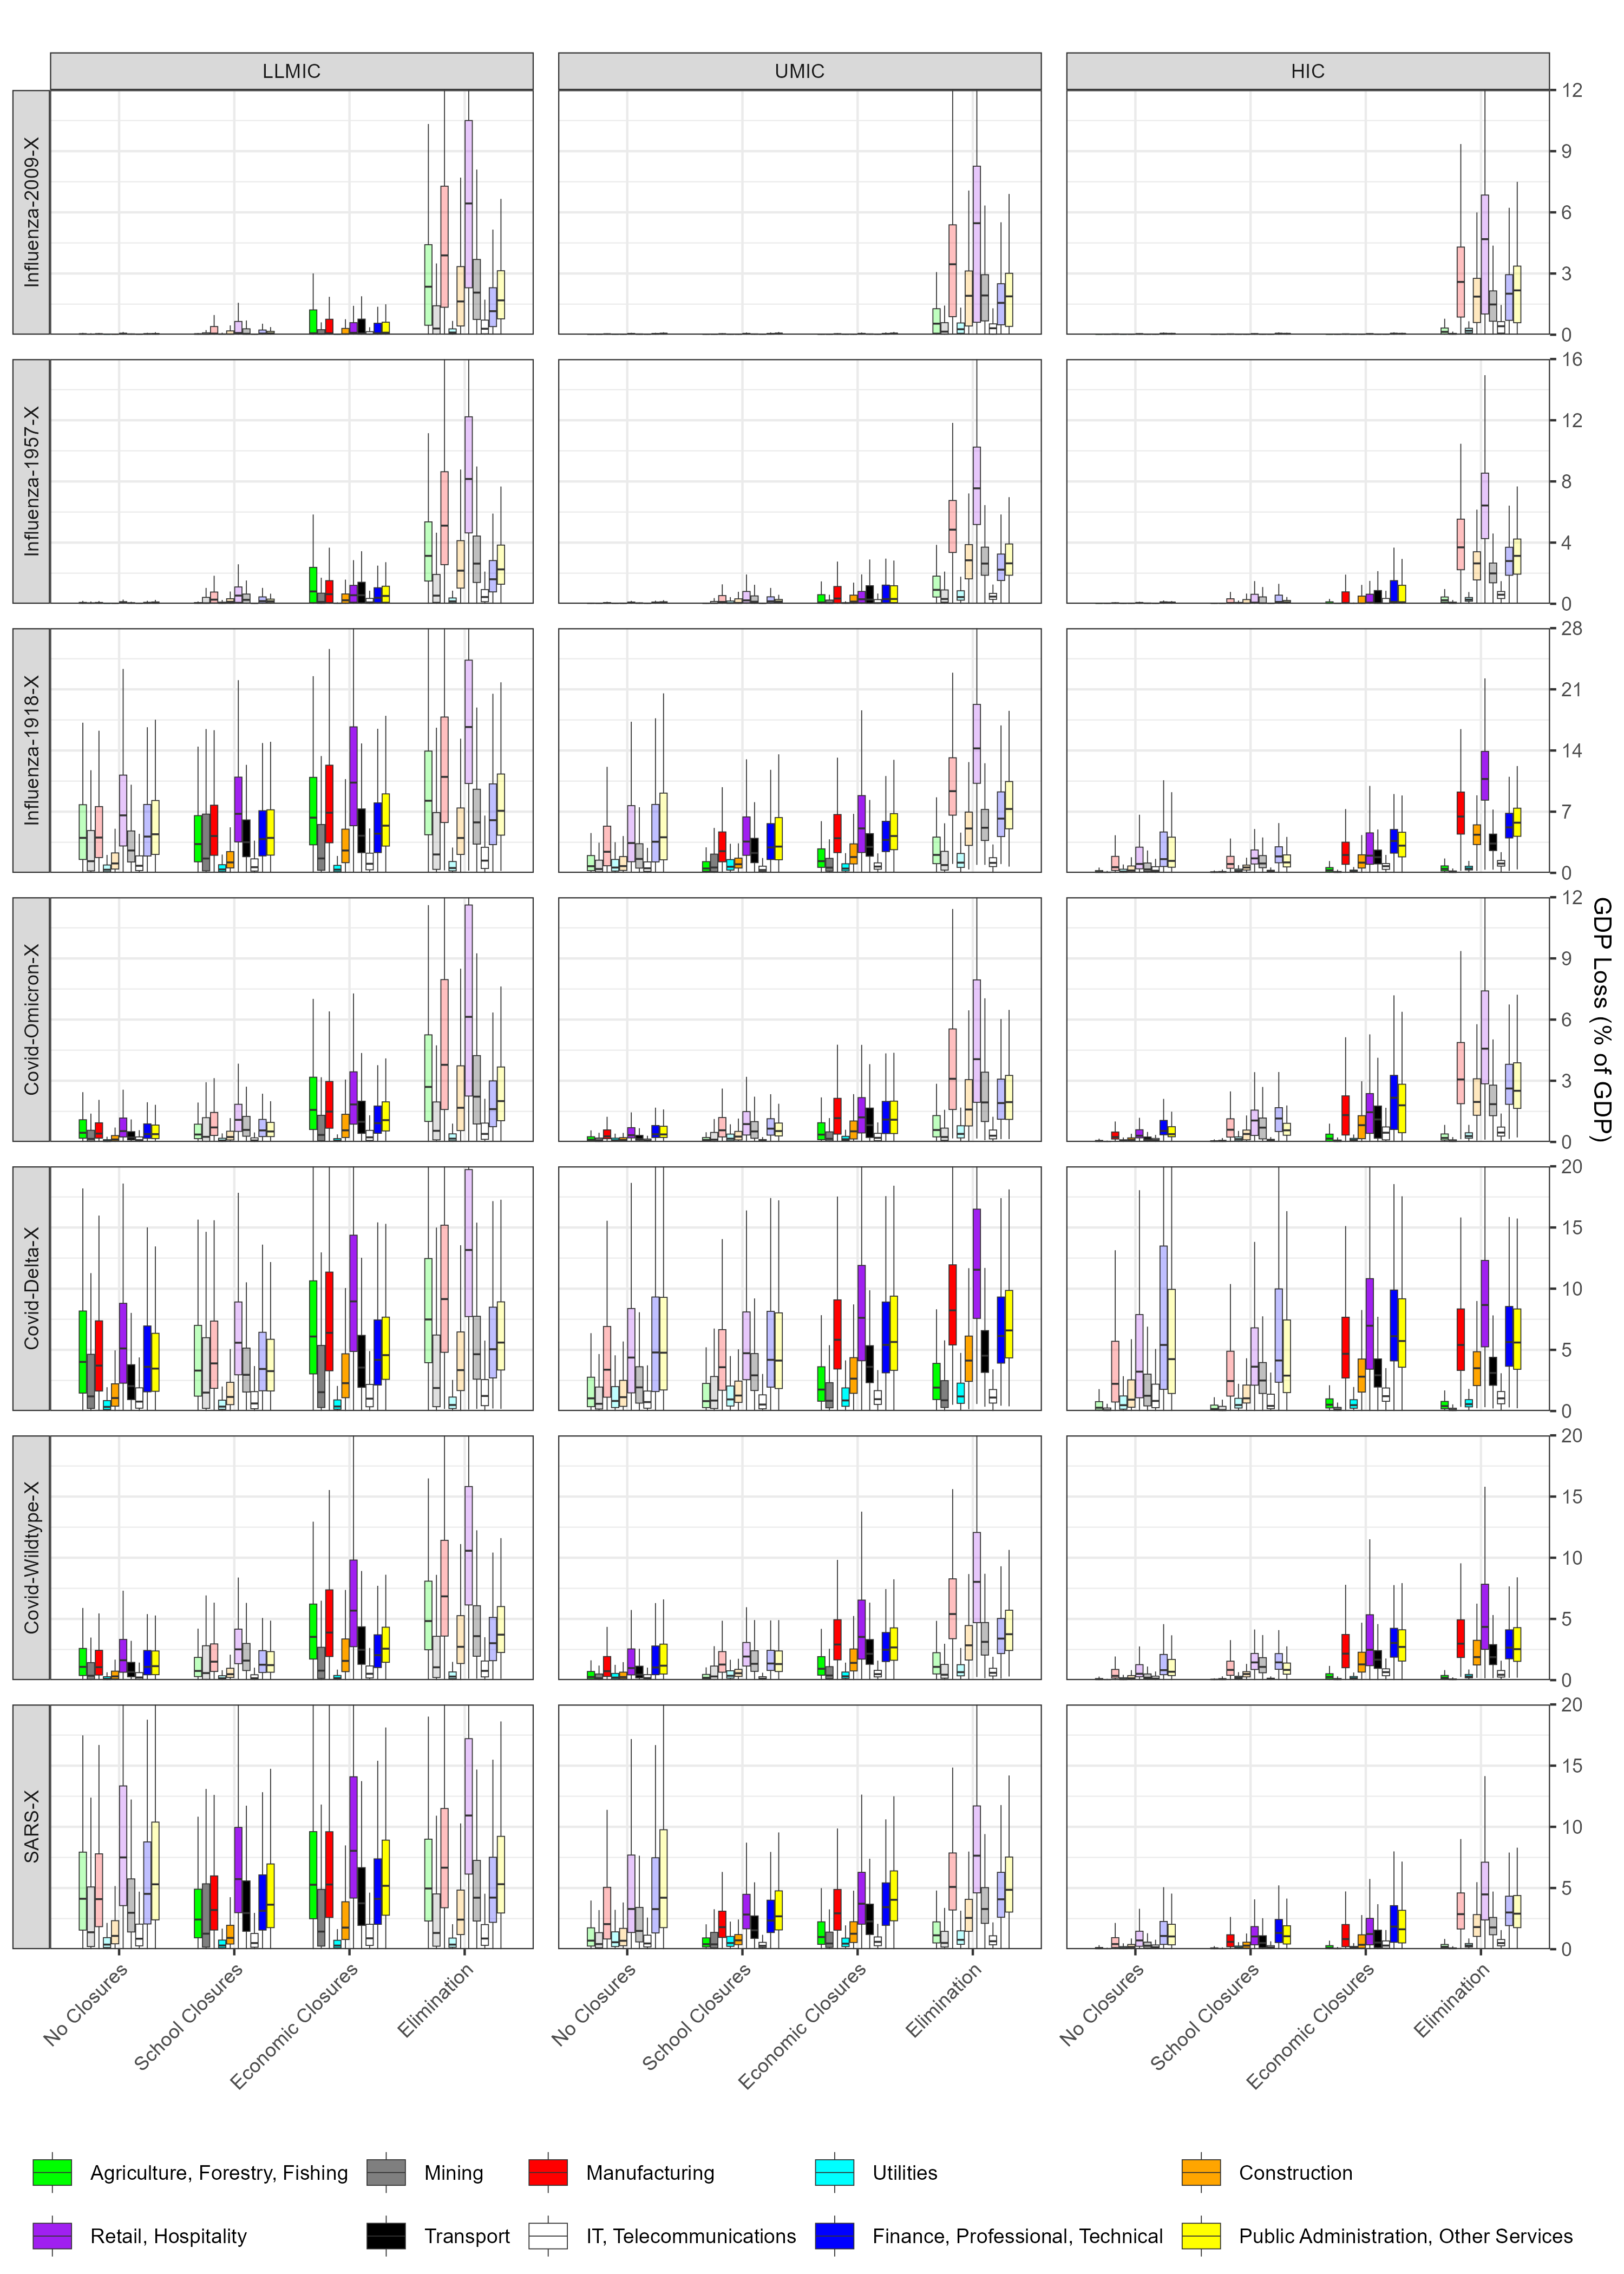 LLMIC UMIC HIC
Influenza-2009-X
12
9
6
3
0
Influenza-1957-X
16
12
8
4
0
Influenza-1918-X
28
21
14
7
0
Covid-Omicron-X
12
9
6
3
0
GDP Loss (% of GDP)
Covid-Delta-X
20
15
10
5
0
Covid-Wildtype-X
20
15
10
5
0
SARS-X
20
15
10
5
0
No Closures School Closures Economic Closures Elimination No Closures School Closures Economic Closures Elimination No Closures School Closures Economic Closures Elimination
Agriculture, Forestry, Fishing Mining Manufacturing Utilities Construction
Retail, Hospitality Transport IT, Telecommunications Finance, Professional, Technical Public Administration, Other Services